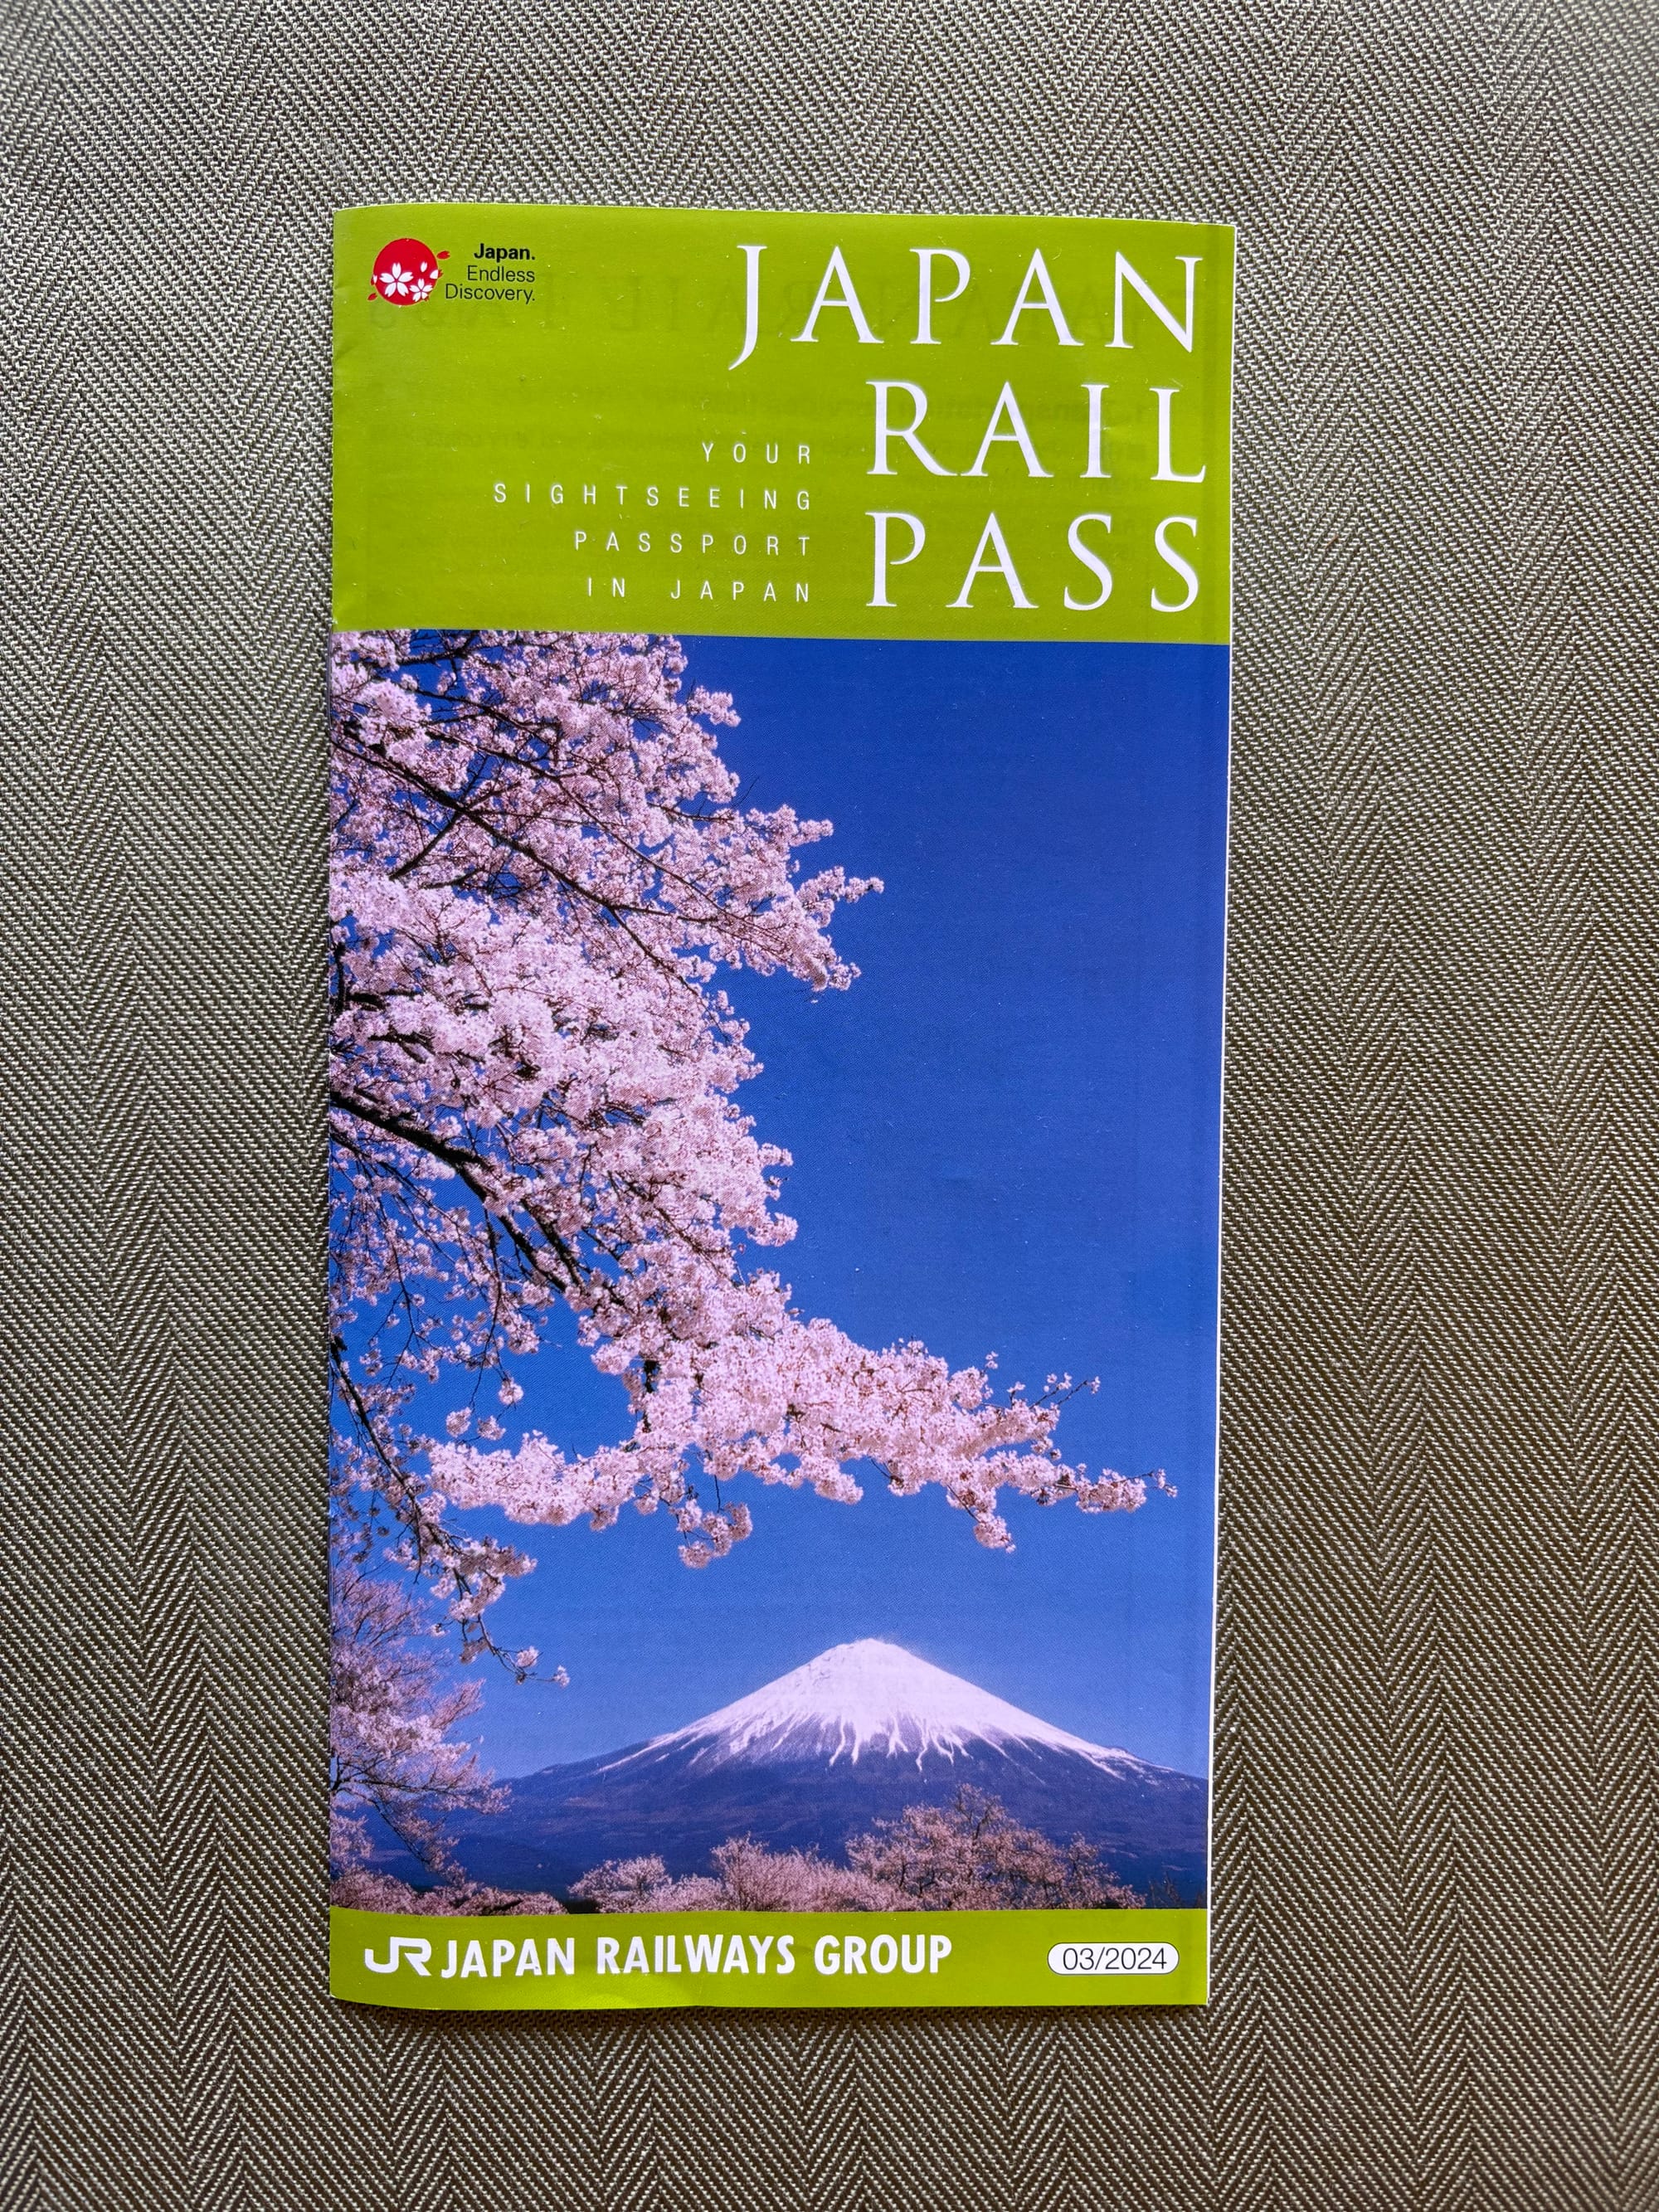 Japan.
Endless
Discovery.
JAPAN
RAIL
PASS
YOUR
SIGHTSEEING
PASSPORT
IN JAPAN
JR JAPAN RAILWAYS GROUP
03/2024